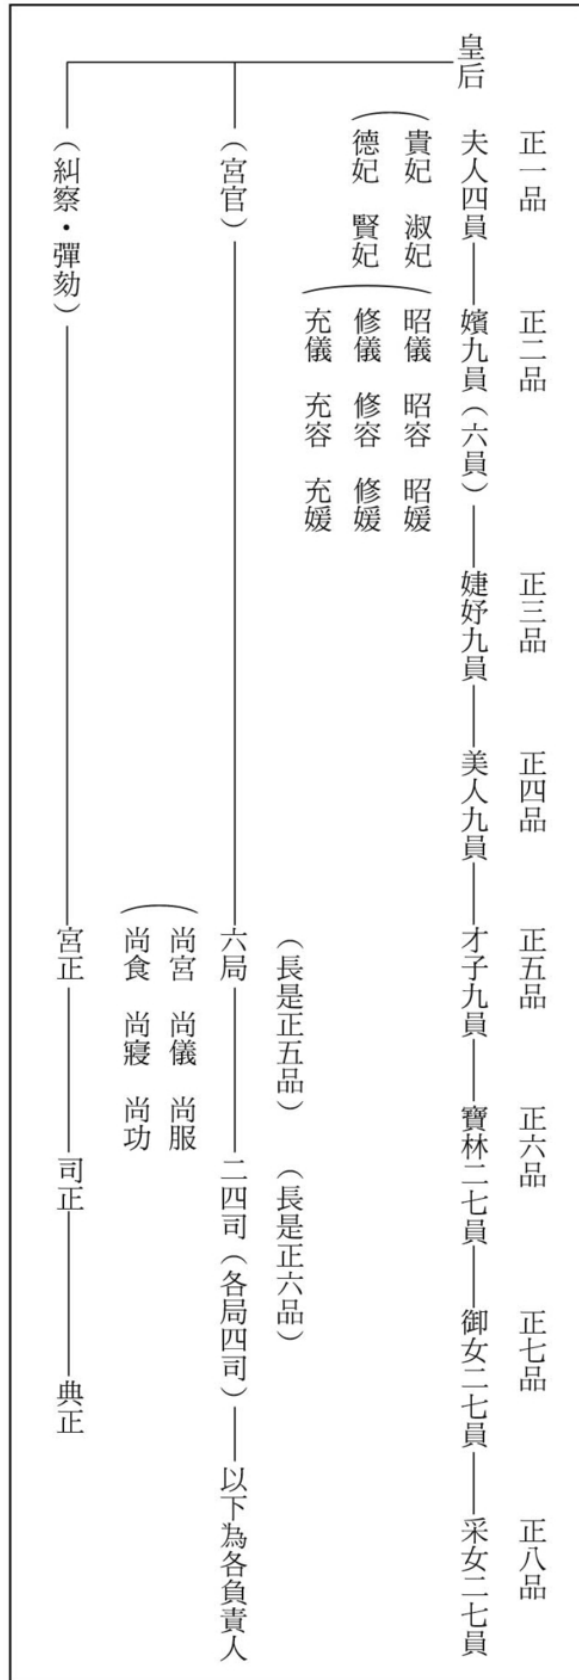 正一品　正二品　正三品　正四品　正五品　正六品　正七品　正八品
皇后　夫人四員——嬪九員（六員）——婕妤九員——美人九員——才子九員——寶林二七員——御女二七員——采女二七員
（貴妃　淑妃
德妃　賢妃
（昭儀　昭容　昭媛
修儀　修容　修媛
充儀　充容　充媛
（長是正五品）　（長是正六品）
（宮官）——六局——二四司（各局四司）——以下為各負責人
（尚宮　尚儀　尚服
尚食　尚寢　尚功
（糾察・彈劾）——宮正——司正——典正